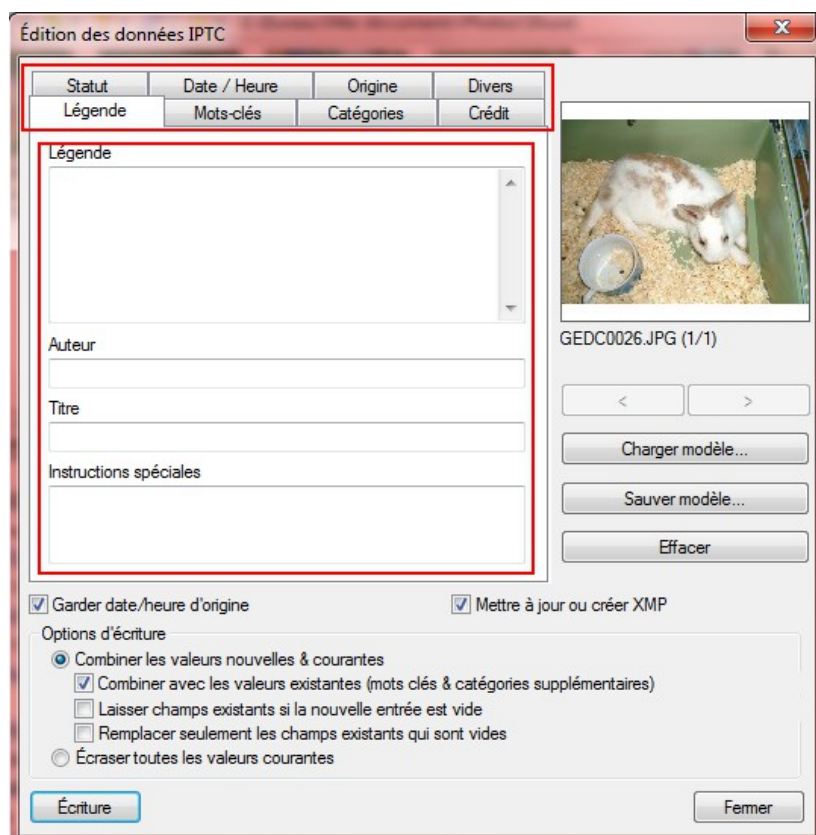 Édition des données IPTC
Statut
Date / Heure
Origine
Divers
Légende
Mots-clés
Catégories
Crédit
Légende
Auteur
Titre
Instructions spéciales
GEDC0026.JPG (1/1)
<
>
Charger modèle...
Sauver modèle...
Effacer
Garder date/heure d'origine
Mettre à jour ou créer XMP
Options d'écriture
Combiner les valeurs nouvelles & courantes
Combiner avec les valeurs existantes (mots clés & catégories supplémentaires)
Laisser champs existants si la nouvelle entrée est vide
Remplacer seulement les champs existants qui sont vides
Écraser toutes les valeurs courantes
Écriture
Fermer